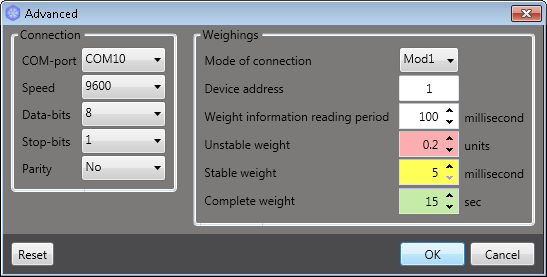 Advanced
Connection
COM-port COM10
Speed 9600
Data-bits 8
Stop-bits 1
Parity No
Weighings
Mode of connection Mod1
Device address 1
Weight information reading period 100 millisecond
Unstable weight 0.2 units
Stable weight 5 millisecond
Complete weight 15 sec
Reset OK Cancel